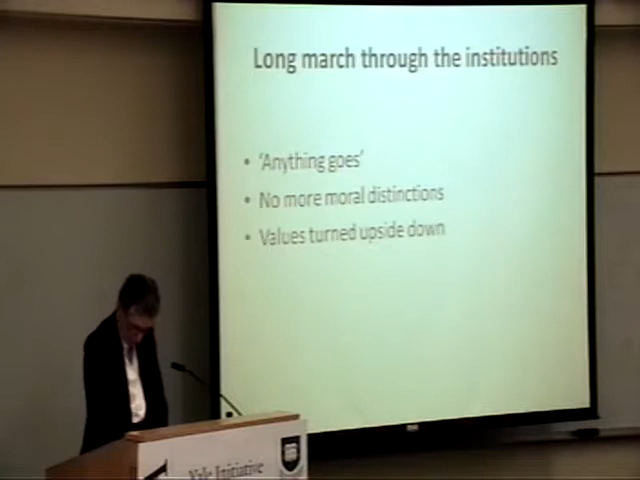 Long march through the institutions
• ‘Anything goes’
• No more moral distinctions
• Values turned upside down
Yale Initiative